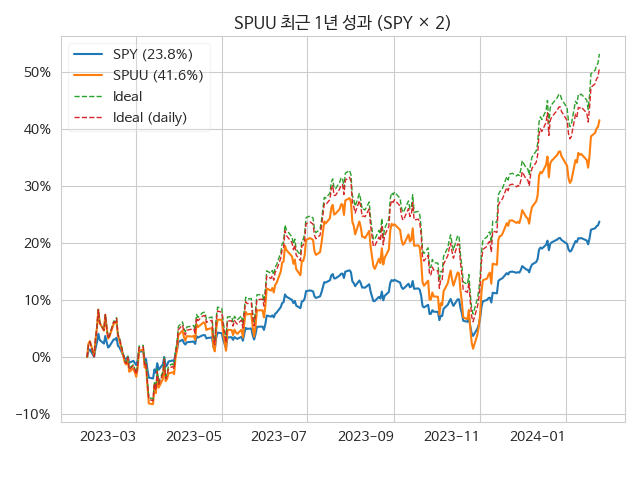 SPUU 최근 1년 성과 (SPY × 2)
SPY (23.8%)
SPUU (41.6%)
Ideal
Ideal (daily)
50%
40%
30%
20%
10%
0%
−10%
2023−03 2023−05 2023−07 2023−09 2023−11 2024−01